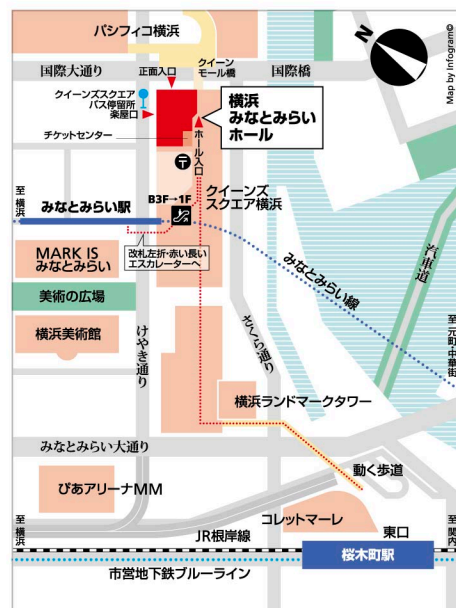 パシフィコ横浜
クイーン
モール橋
N
Map by Infogram©
国際大通り
正面入口
国際橋
クイーンズスクエア
バス停留所
楽屋口
横浜
みなとみらい
ホール
チケットセンター
ホール入口
至横浜
みなとみらい駅
B3F→1F
クイーンズ
スクエア横浜
改札左折・赤い長い
エスカレーターへ
みなとみらい線
汽車道
MARK IS
みなとみらい
美術の広場
横浜美術館
けやき通り
さくら通り
至元町・中華街
横浜ランドマークタワー
みなとみらい大通り
動く歩道
ぴあアリーナMM
コレットマーレ
東口
至横浜
JR根岸線
桜木町駅
至関内
市営地下鉄ブルーライン